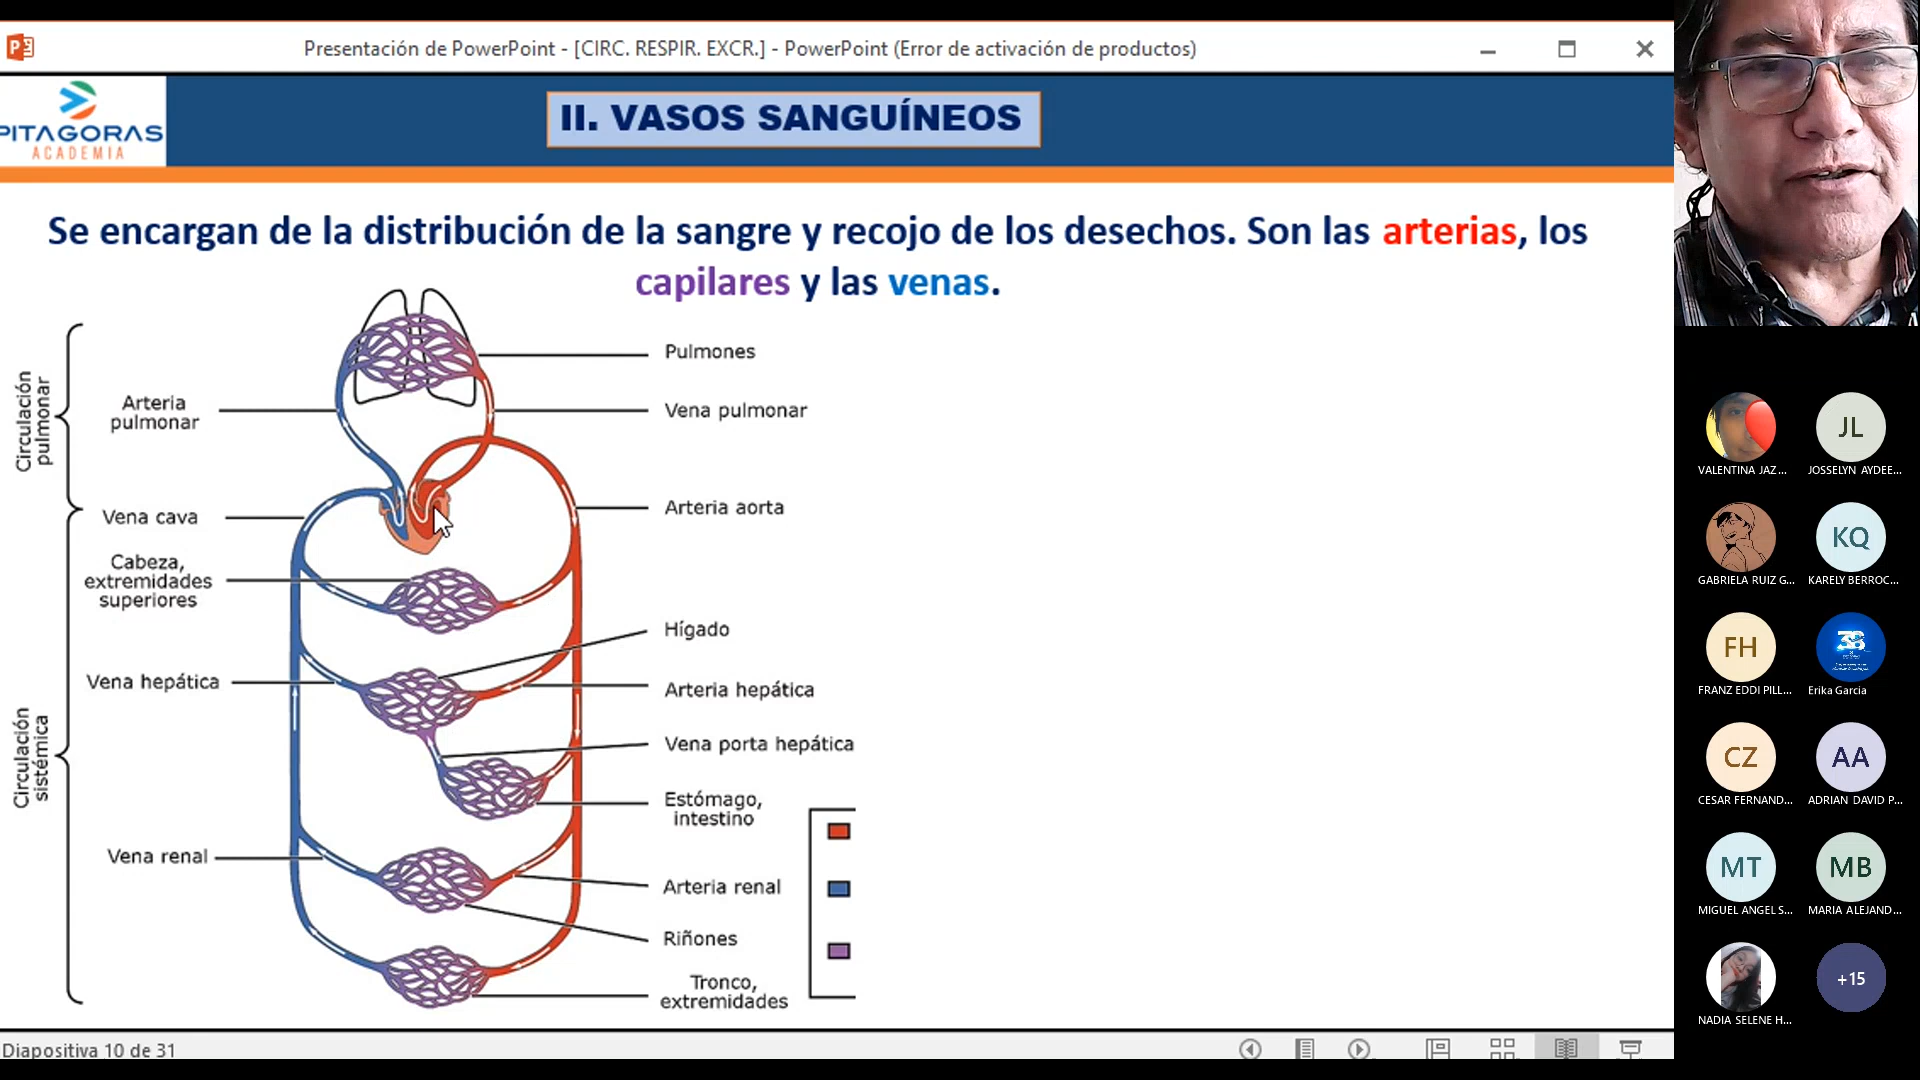 Presentación de PowerPoint - [CIRC. RESPIR. EXCR.] - PowerPoint (Error de activación de productos)
PITAGORAS
ACADEMIA
II. VASOS SANGUÍNEOS
Se encargan de la distribución de la sangre y recojo de los desechos. Son las arterias, los
capilares y las venas.
Circulación
pulmonar
Arteria
pulmonar
Pulmones
Vena pulmonar
Vena cava
Arteria aorta
Cabeza,
extremidades
superiores
Hígado
Vena hepática
Arteria hepática
Circulación
sistémica
Vena porta hepática
Estómago,
intestino
Vena renal
Arteria renal
Riñones
Tronco,
extremidades
Diapositiva 10 de 31
VALENTINA JAZ...
JL
JOSSELYN AYDEE...
GABRIELA RUIZ G...
KQ
KARELY BERROC...
FH
FRANZ EDDI PILL...
38
Erika Garcia
CZ
CESAR FERNAND...
AA
ADRIAN DAVID P...
MT
MIGUEL ANGEL S...
MB
MARIA ALEJAND...
NADIA SELENE H...
+15